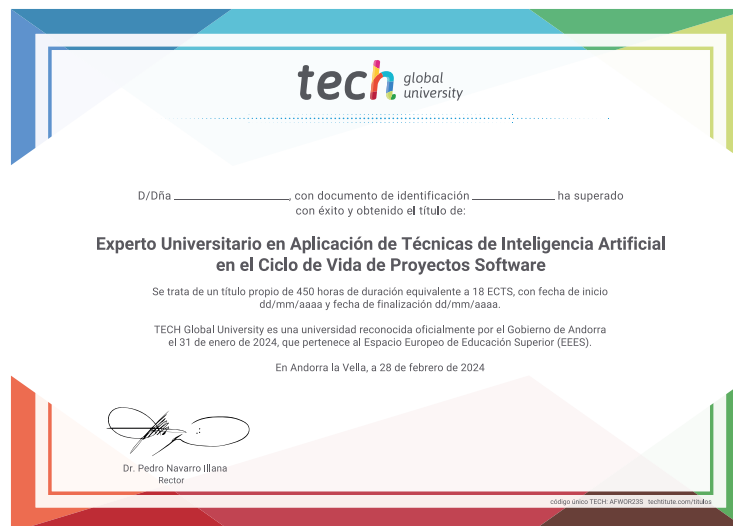 tech global university
D/Dña ______________, con documento de identificación ______________ ha superado
con éxito y obtenido el título de:
Experto Universitario en Aplicación de Técnicas de Inteligencia Artificial
en el Ciclo de Vida de Proyectos Software
Se trata de un título propio de 450 horas de duración equivalente a 18 ECTS, con fecha de inicio
dd/mm/aaaa y fecha de finalización dd/mm/aaaa.
TECH Global University es una universidad reconocida oficialmente por el Gobierno de Andorra
el 31 de enero de 2024, que pertenece al Espacio Europeo de Educación Superior (EEES).
En Andorra la Vella, a 28 de febrero de 2024
Dr. Pedro Navarro Illana
Rector
código único TECH: AFWOR23S techtitute.com/titulos